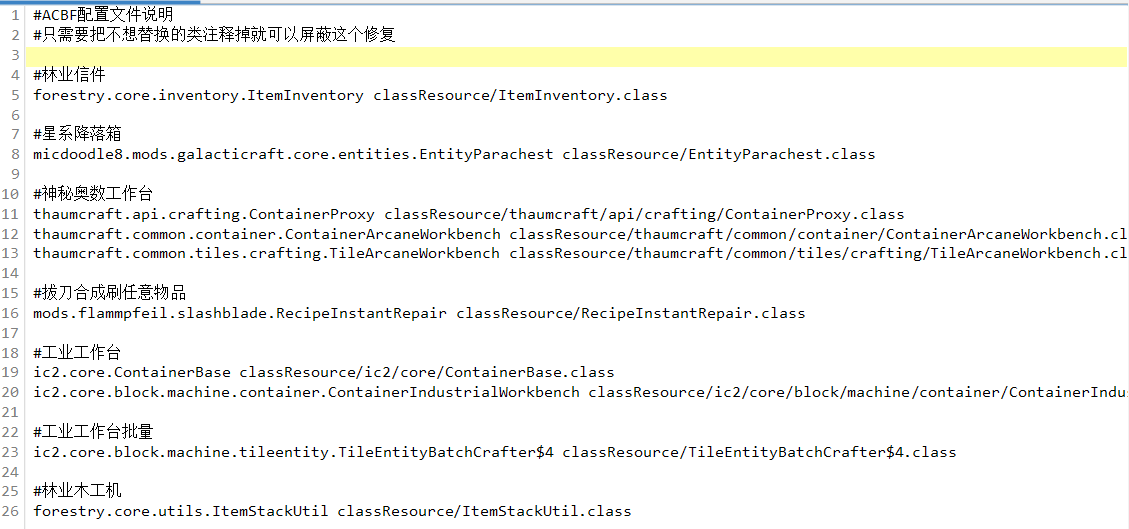 1 #ACBF配置文件说明
2 #只需要把不想替换的类注释掉就可以屏蔽这个修复
3
4 #林业信件
5 forestry.core.inventory.ItemInventory classResource/ItemInventory.class
6
7 #星系降落箱
8 micdoodle8.mods.galacticraft.core.entities.EntityParachest classResource/EntityParachest.class
9
10 #神秘奥数工作台
11 thaumcraft.api.crafting.ContainerProxy classResource/thaumcraft/api/crafting/ContainerProxy.class
12 thaumcraft.common.container.ContainerArcaneWorkbench classResource/thaumcraft/common/container/ContainerArcaneWorkbench.cl
13 thaumcraft.common.tiles.crafting.TileArcaneWorkbench classResource/thaumcraft/common/tiles/crafting/TileArcaneWorkbench.cl
14
15 #拔刀合成刷任意物品
16 mods.flammpfeil.slashblade.RecipeInstantRepair classResource/RecipeInstantRepair.class
17
18 #工业工作台
19 ic2.core.ContainerBase classResource/ic2/core/ContainerBase.class
20 ic2.core.block.machine.container.ContainerIndustrialWorkbench classResource/ic2/core/block/machine/container/ContainerIndu
21
22 #工业工作台批量
23 ic2.core.block.machine.tileentity.TileEntityBatchCrafter$4 classResource/TileEntityBatchCrafter$4.class
24
25 #林业木工机
26 forestry.core.utils.ItemStackUtil classResource/ItemStackUtil.class